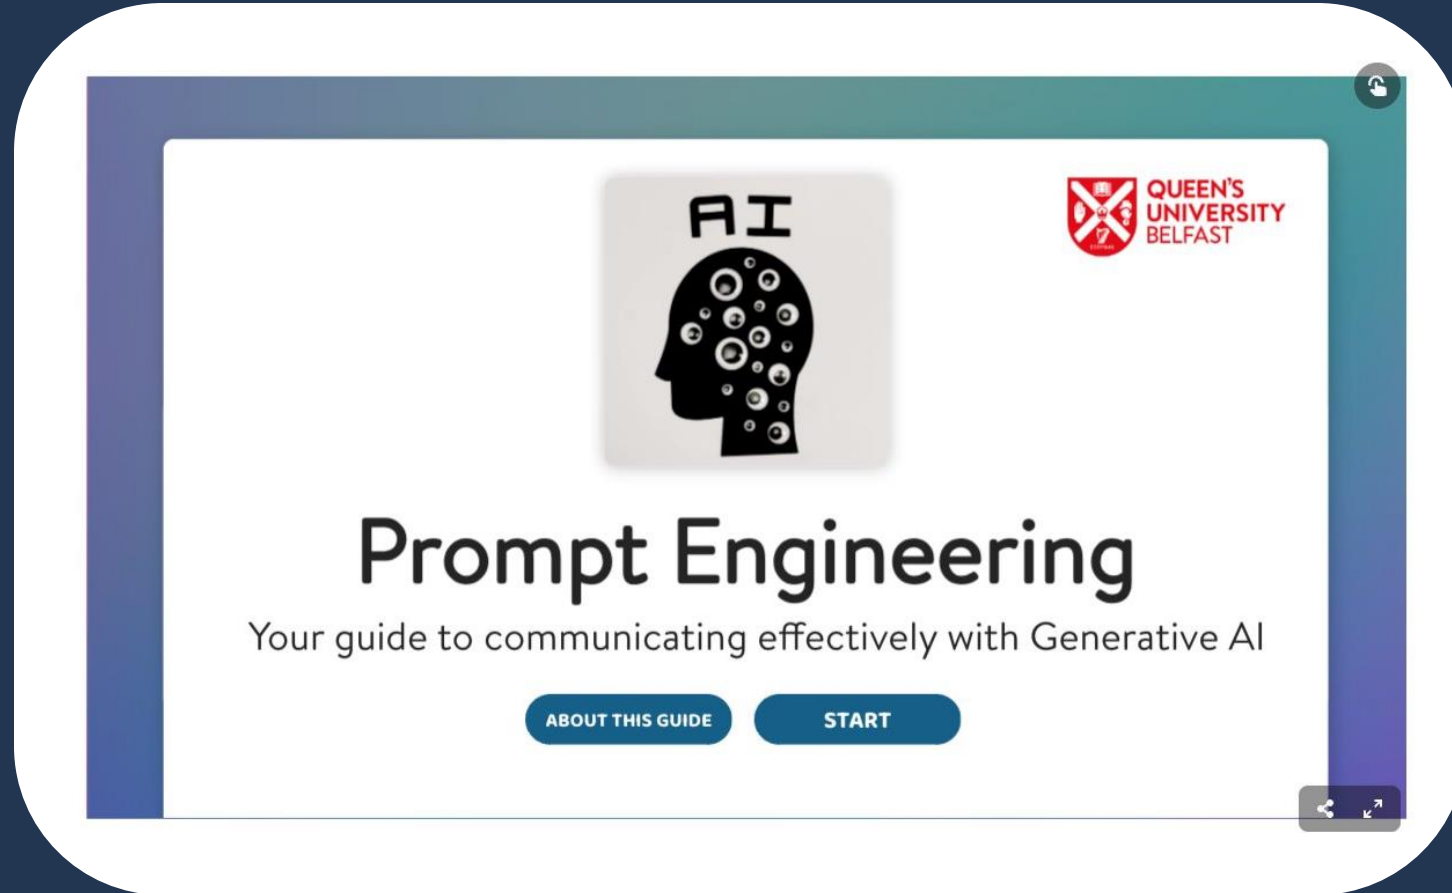 AI
QUEEN'S
UNIVERSITY
BELFAST
Prompt Engineering
Your guide to communicating effectively with Generative AI
ABOUT THIS GUIDE
START